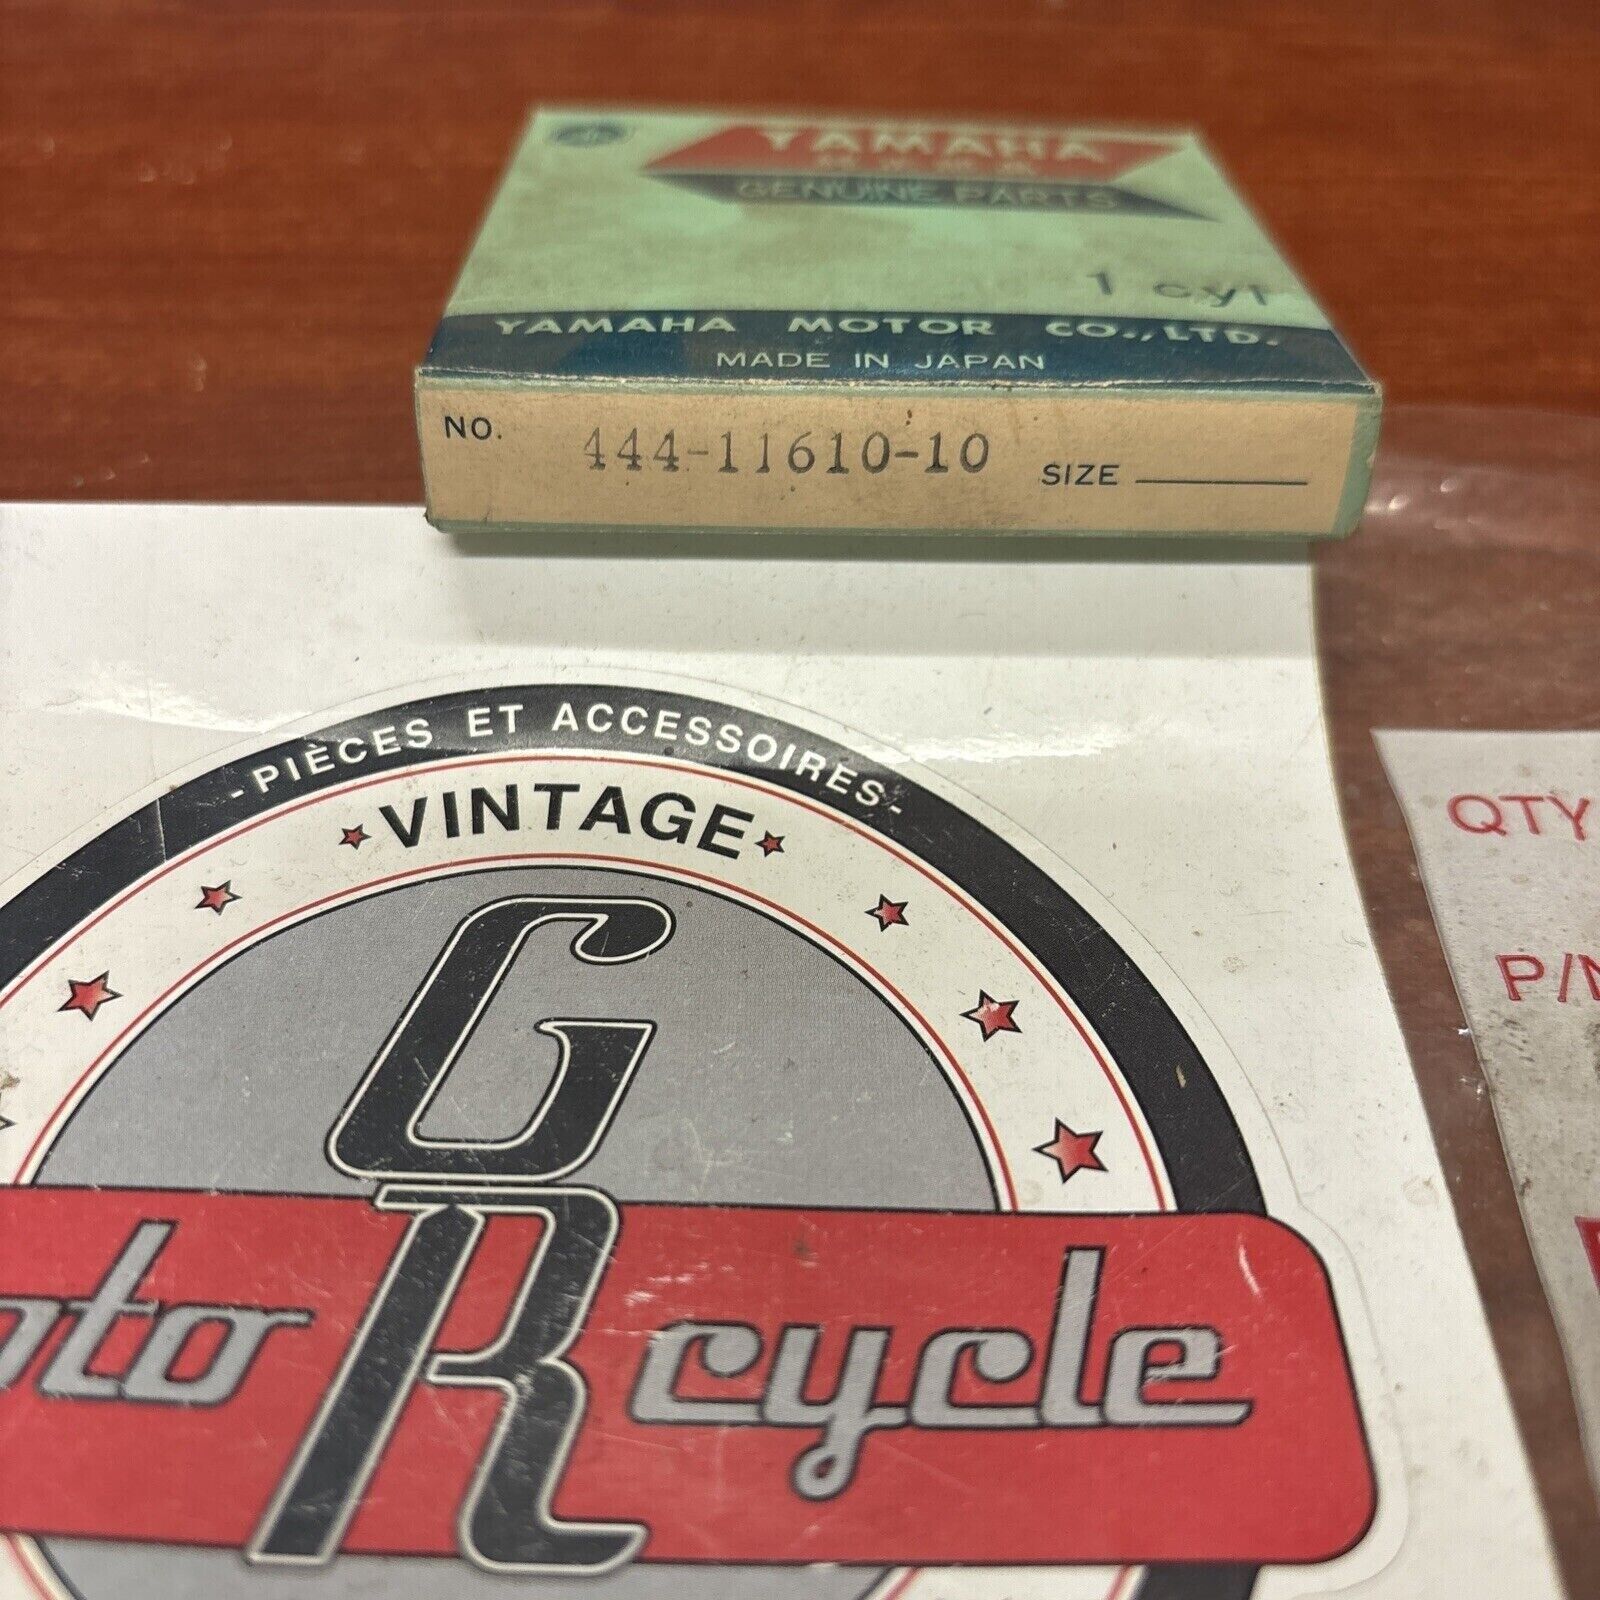 YAMAHA
GENUINE PARTS
1 cyl
YAMAHA MOTOR CO.,LTD.
MADE IN JAPAN
NO. 444-11610-10 SIZE
-PIÈCES ET ACCESSOIRES-
VINTAGE
GR
oto cycle
QTY
P/N